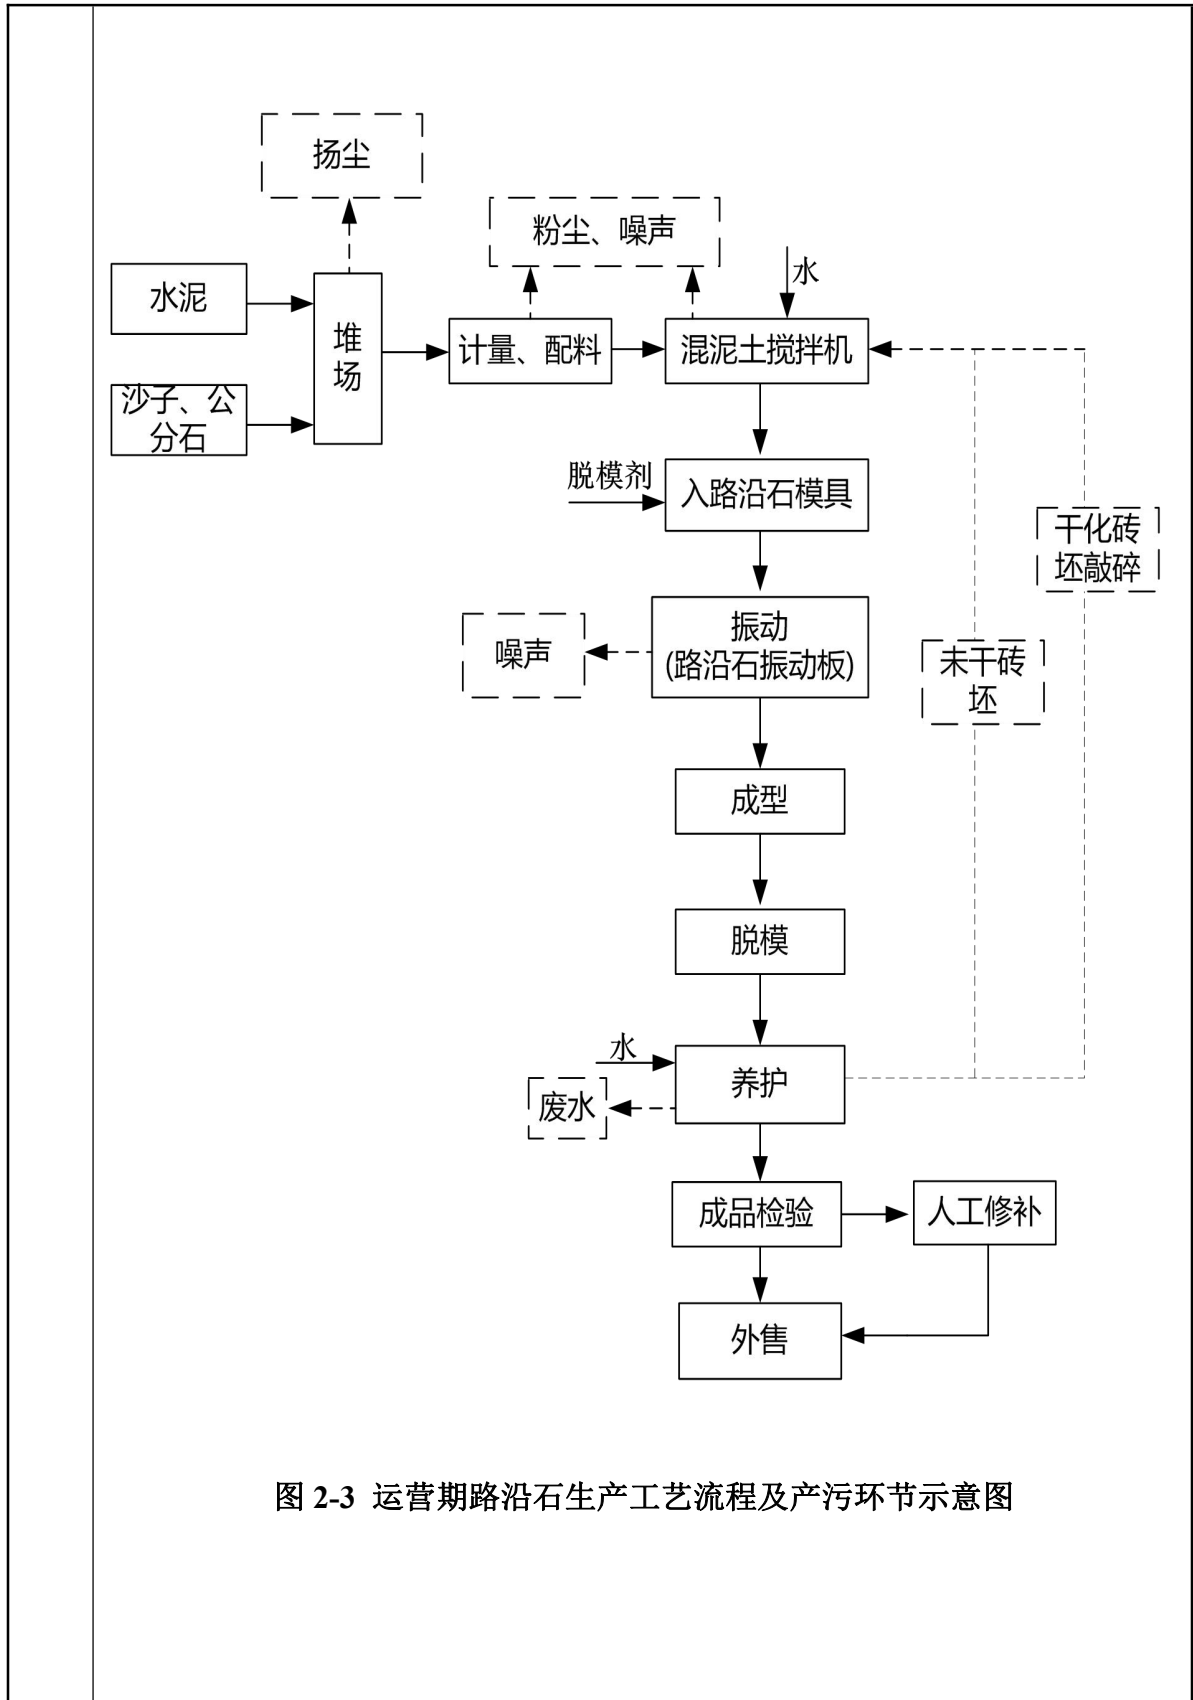 扬尘
粉尘、噪声
水
水泥
堆
场
计量、配料
混泥土搅拌机
沙子、公
分石
脱模剂
入路沿石模具
干化砖
坯敲碎
振动
(路沿石振动板)
噪声
未干砖
坯
成型
脱模
水
养护
废水
成品检验
人工修补
外售
图 2-3 运营期路沿石生产工艺流程及产污环节示意图